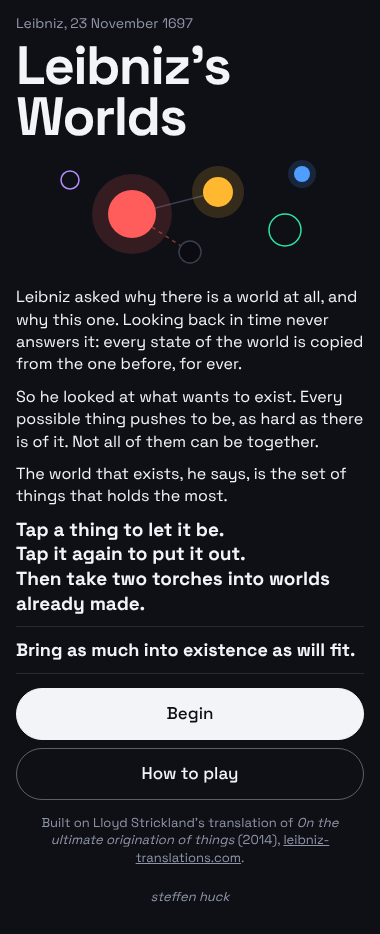 Leibniz, 23 November 1697
Leibniz's
Worlds
Leibniz asked why there is a world at all, and
why this one. Looking back in time never
answers it: every state of the world is copied
from the one before, for ever.
So he looked at what wants to exist. Every
possible thing pushes to be, as hard as there
is of it. Not all of them can be together.
The world that exists, he says, is the set of
things that holds the most.
Tap a thing to let it be.
Tap it again to put it out.
Then take two torches into worlds
already made.
Bring as much into existence as will fit.
Begin
How to play
Built on Lloyd Strickland's translation of On the
ultimate origination of things (2014), leibniz-
translations.com.
steffen huck